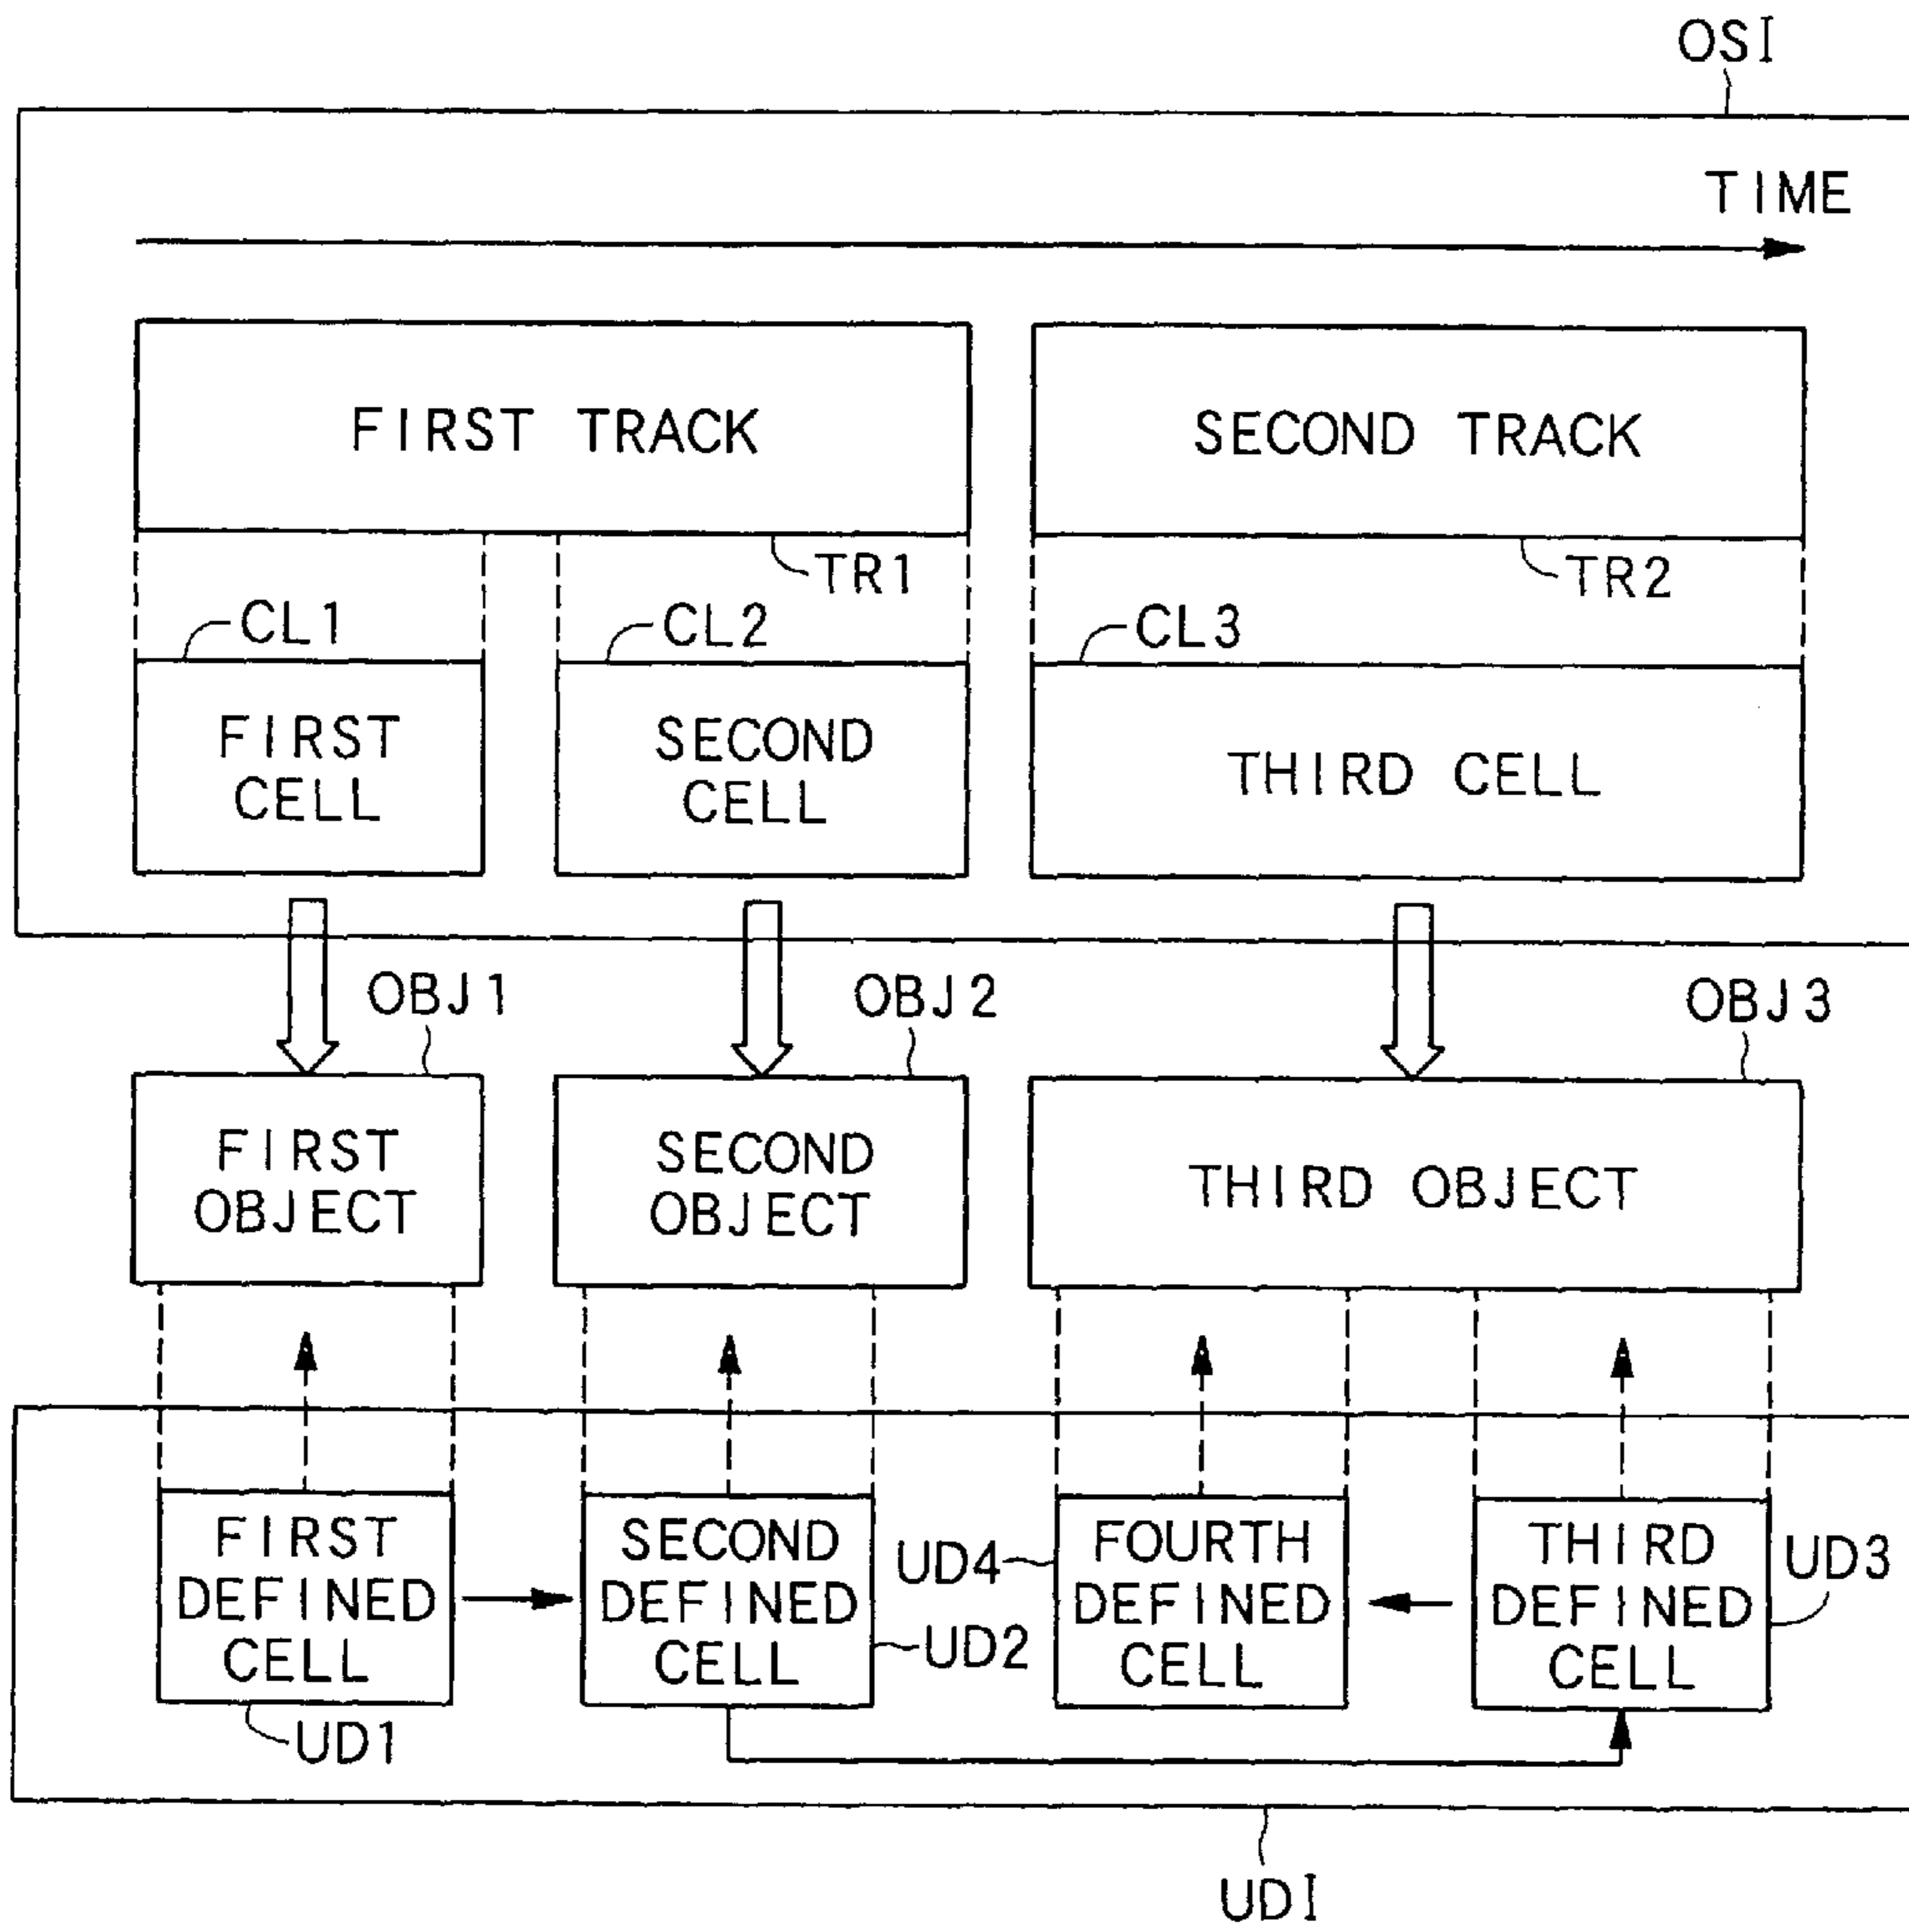 OSI
TIME
FIRST TRACK
SECOND TRACK
TR1
TR2
CL1
CL2
CL3
FIRST
CELL
SECOND
CELL
THIRD CELL
OBJ1
OBJ2
OBJ3
FIRST
OBJECT
SECOND
OBJECT
THIRD OBJECT
FIRST
DEFINED
CELL
SECOND
DEFINED
CELL
UD4
FOURTH
DEFINED
CELL
THIRD
DEFINED
CELL
UD3
UD2
UD1
UDI